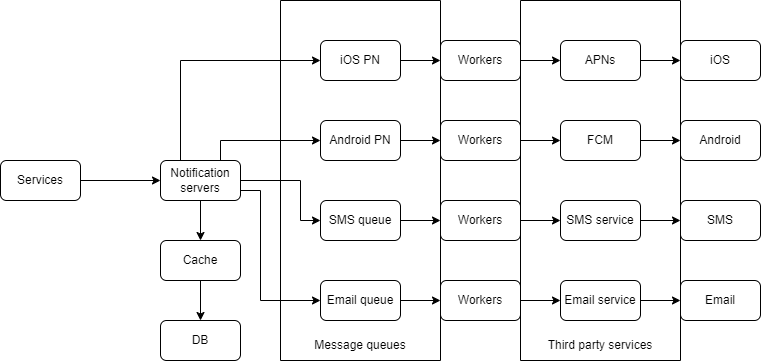 iOS PN
Workers
APNs
iOS
Android PN
Workers
FCM
Android
Services
Notification
servers
SMS queue
Workers
SMS service
SMS
Cache
Email queue
Workers
Email service
Email
DB
Message queues
Third party services